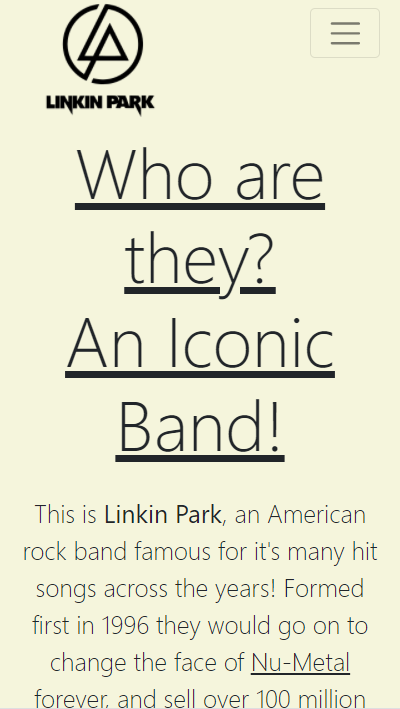 LINKIN PARK
Who are
they?
An Iconic
Band!
This is Linkin Park, an American
rock band famous for it's many hit
songs across the years! Formed
first in 1996 they would go on to
change the face of Nu-Metal
forever, and sell over 100 million